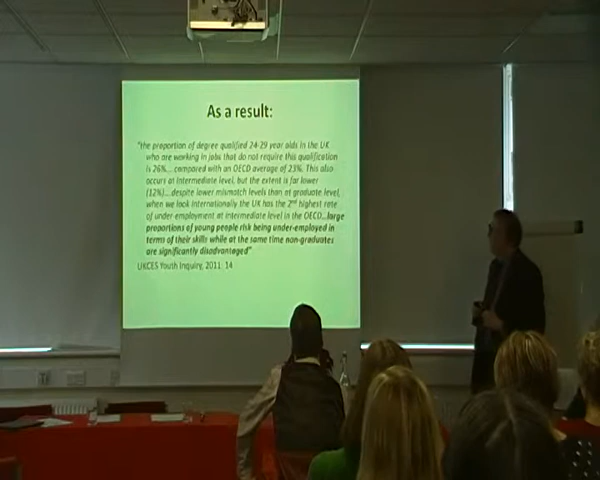 As a result:
"the proportion of degree qualified 24-29 year olds in the UK
who are working in jobs that do not require this qualification
is 26%... compared with an OECD average of 23%. This also
occurs at intermediate level, but the extent is far lower
(12%)...despite lower mismatch levels than at graduate level,
when we look internationally the UK has the 2nd highest rate
of under-employment at intermediate level in the OECD...large
proportions of young people risk being under-employed in
terms of their skills while at the same time non-graduates
are significantly disadvantaged"
UKCES Youth Inquiry, 2011: 14